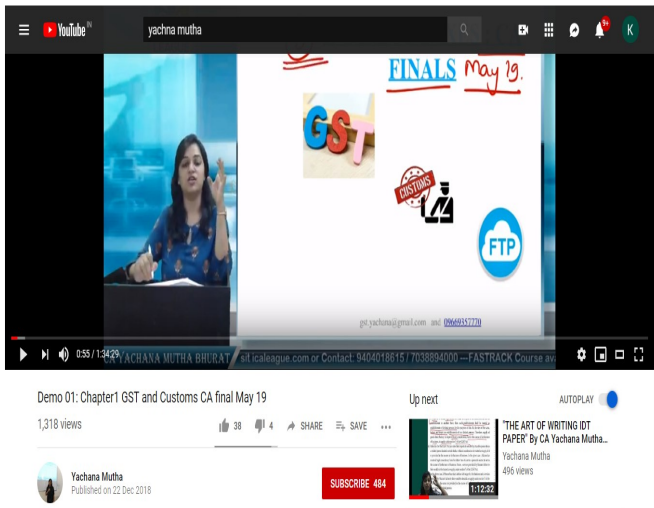 YouTube IN
yachna mutha
9+
K
FINALS May 19.
GST
CUSTOMS
FTP
gst.yachana@gmail.com and 09669357770
0:55 / 1:34:29
CA YACHANA MUTHA BHURAT
sit icaleague.com or Contact: 9404018615 / 7038894000 ---FASTRACK Course ava
Demo 01: Chapter1 GST and Customs CA final May 19
1,318 views
38 4 SHARE SAVE
Yachana Mutha
Published on 22 Dec 2018
SUBSCRIBE 484
Up next
AUTOPLAY
"THE ART OF WRITING IDT
PAPER" By CA Yachana Mutha...
Yachana Mutha
496 views
1:12:32